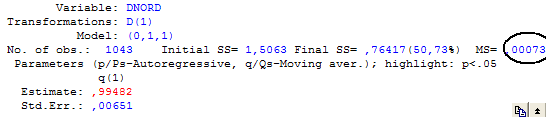 Variable: DNORD
Transformations: D(1)
Model: (0,1,1)
No. of obs.: 1043 Initial SS= 1,5063 Final SS= ,76417(50,73%) MS= ,00073
Parameters (p/Ps-Autoregressive, q/Qs-Moving aver.); highlight: p<.05
q(1)
Estimate: ,99482
Std.Err.: ,00651